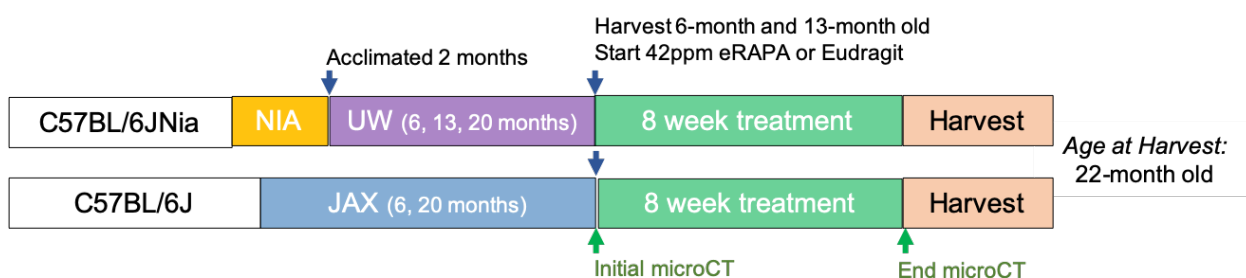 Harvest 6-month and 13-month old
Acclimated 2 months
Start 42ppm eRAPA or Eudragit
C57BL/6JNia
NIA
UW (6, 13, 20 months)
8 week treatment
Harvest
Age at Harvest:
22-month old
C57BL/6J
JAX (6, 20 months)
8 week treatment
Harvest
Initial microCT
End microCT